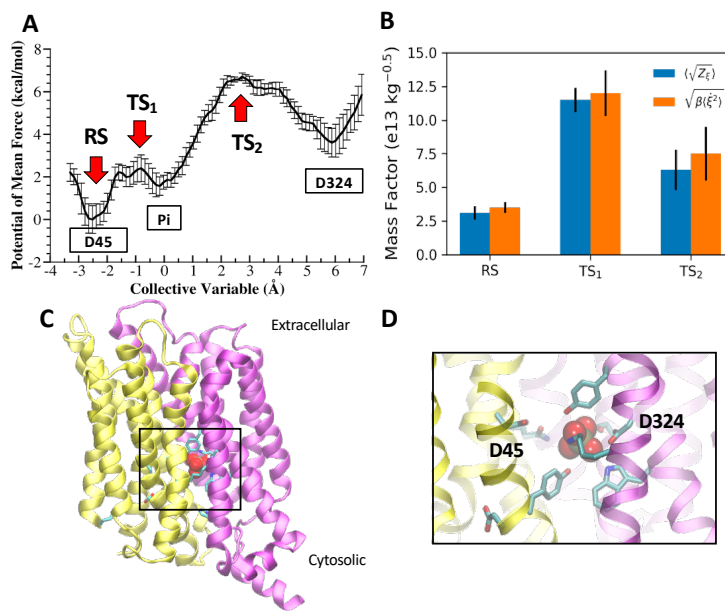 A
Potential of Mean Force (kcal/mol)
8
6
4
2
0
-2
-4 -3 -2 -1 0 1 2 3 4 5 6 7
Collective Variable (Å)
RS
TS₁
TS₂
D45
Pi
D324
B
Mass Factor (e13 kg⁻⁰·⁵)
15.0
12.5
10.0
7.5
5.0
2.5
0.0
RS TS₁ TS₂
⟨√Z_ξ⟩
√β⟨ξ̇²⟩
C
Extracellular
Cytosolic
D
D45
D324